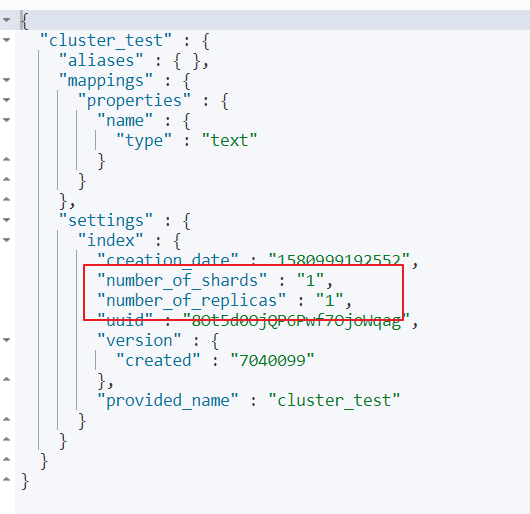 {
"cluster_test" : {
"aliases" : { },
"mappings" : {
"properties" : {
"name" : {
"type" : "text"
}
}
},
"settings" : {
"index" : {
"creation_date" : "1580999192552",
"number_of_shards" : "1",
"number_of_replicas" : "1",
"uuid" :
"version" : {
"created" : "7040099"
},
"provided_name" : "cluster_test"
}
}
}
}